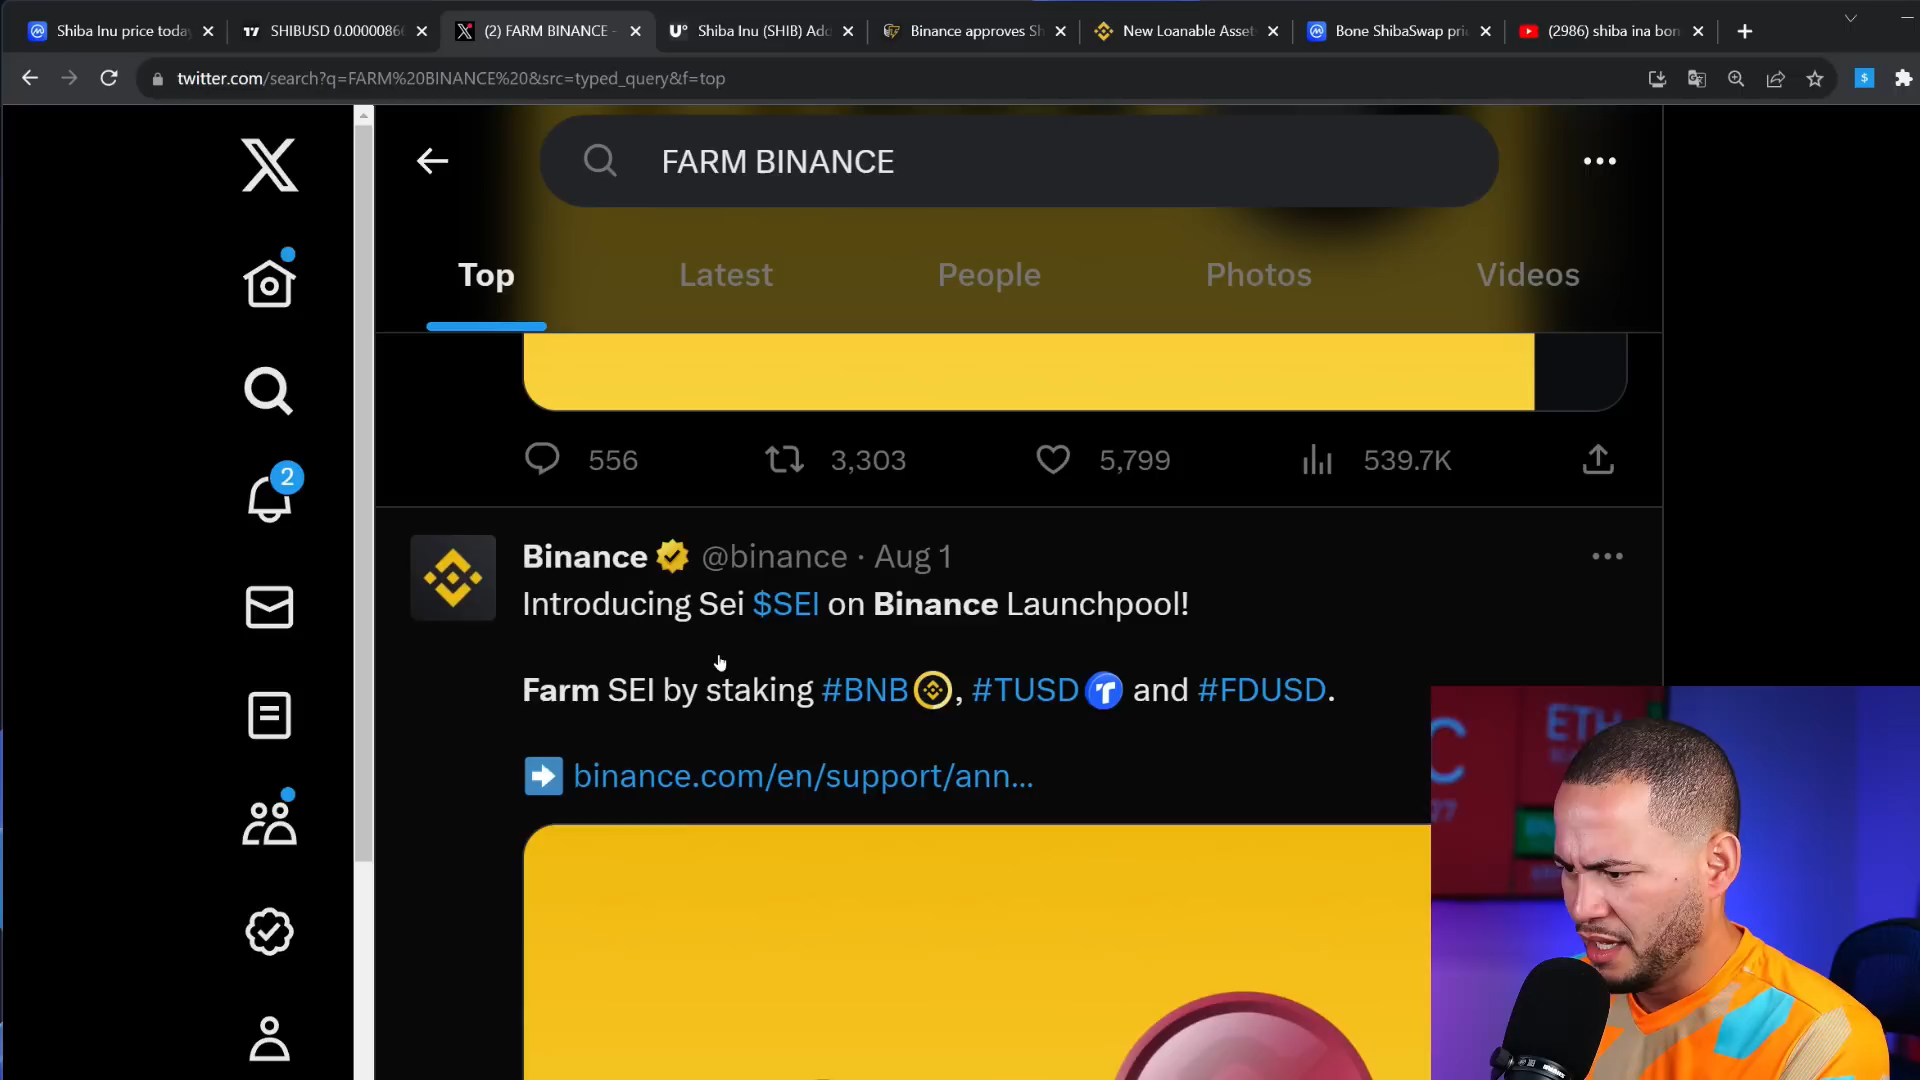 Shiba Inu price toda
SHIBUSD 0.0000086
(2) FARM BINANCE -
Shiba Inu (SHIB) Add
Binance approves Sh
New Loanable Asset
Bone ShibaSwap pri
(2986) shiba ina bon
twitter.com/search?q=FARM%20BINANCE%20&src=typed_query&f=top
FARM BINANCE
Top
Latest
People
Photos
Videos
556
3,303
5,799
539.7K
2
Binance @binance · Aug 1
Introducing Sei $SEI on Binance Launchpool!
Farm SEI by staking #BNB, #TUSD and #FDUSD.
binance.com/en/support/ann...
ETH
C